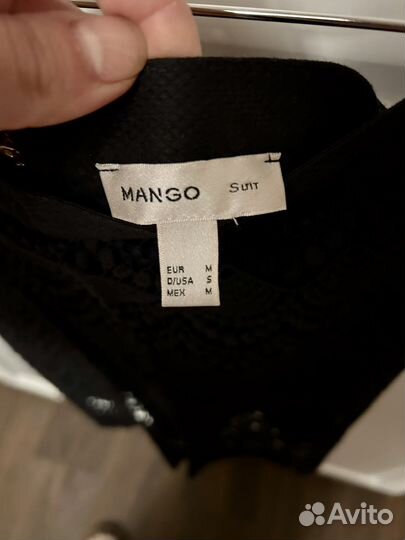 MANGO SUIT
EUR M
D/USA S
MEX M
Avito